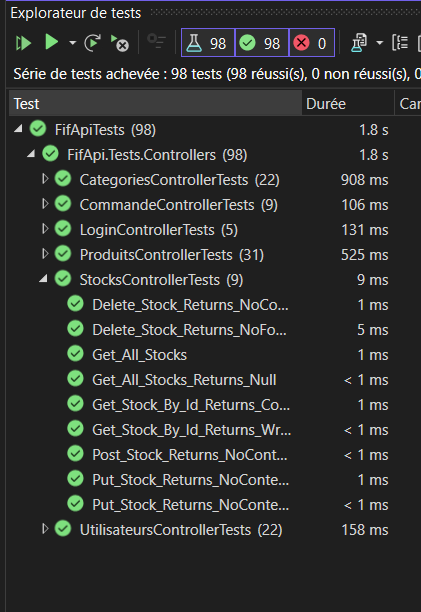 Explorateur de tests
98 98 0
Série de tests achevée : 98 tests (98 réussi(s), 0 non réussi(s), 0
Test Durée Car
FifApiTests (98) 1.8 s
FifApi.Tests.Controllers (98) 1.8 s
CategoriesControllerTests (22) 908 ms
CommandeControllerTests (9) 106 ms
LoginControllerTests (5) 131 ms
ProduitsControllerTests (31) 525 ms
StocksControllerTests (9) 9 ms
Delete_Stock_Returns_NoCo... 1 ms
Delete_Stock_Returns_NoFo... 5 ms
Get_All_Stocks 1 ms
Get_All_Stocks_Returns_Null < 1 ms
Get_Stock_By_Id_Returns_Co... 1 ms
Get_Stock_By_Id_Returns_Wr... < 1 ms
Post_Stock_Returns_NoCont... < 1 ms
Put_Stock_Returns_NoConte... 1 ms
Put_Stock_Returns_NoConte... < 1 ms
UtilisateursControllerTests (22) 158 ms